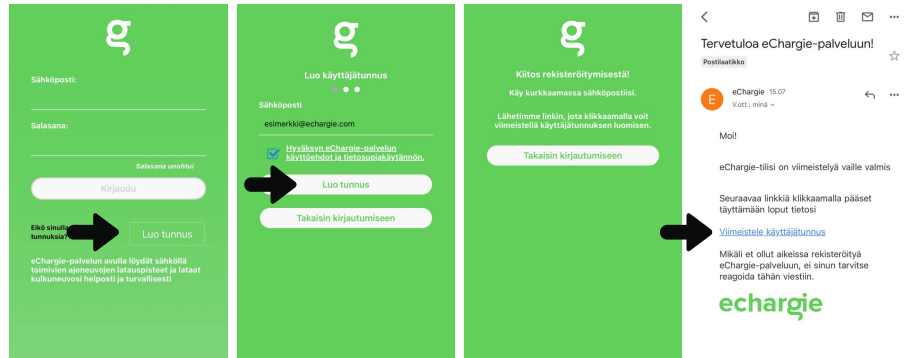 g
Sähköposti:
Salasana:
Salasana unohtui
Kirjaudu
Eikö sinulla
tunnuksia?
Luo tunnus
eChargie-palvelun avulla löydät sähköllä
toimivien ajoneuvojen latauspisteet ja lataat
kulkuneuvosi helposti ja turvallisesti
g
Luo käyttäjätunnus
Sähköposti
esimerkki@echargie.com
Hyväksyn eChargie-palvelun
käyttöehdot ja tietosuojakäytännön.
Luo tunnus
Takaisin kirjautumiseen
g
Kiitos rekisteröitymisestä!
Käy kurkkaamassa sähköpostiisi.
Lähetimme linkin, jota klikkaamalla voit
viimeistellä käyttäjätunnuksen luomisen.
Takaisin kirjautumiseen
Tervetuloa eChargie-palveluun!
Postilaatikko
E
eChargie 15.07
V.ott.: minä
Moi!
eChargie-tilisi on viimeistelyä vaille valmis
Seuraavaa linkkiä klikkaamalla pääset
täyttämään loput tietosi
Viimeistele käyttäjätunnus
Mikäli et ollut aikeissa rekisteröityä
eChargie-palveluun, ei sinun tarvitse
reagoida tähän viestiin.
echargie